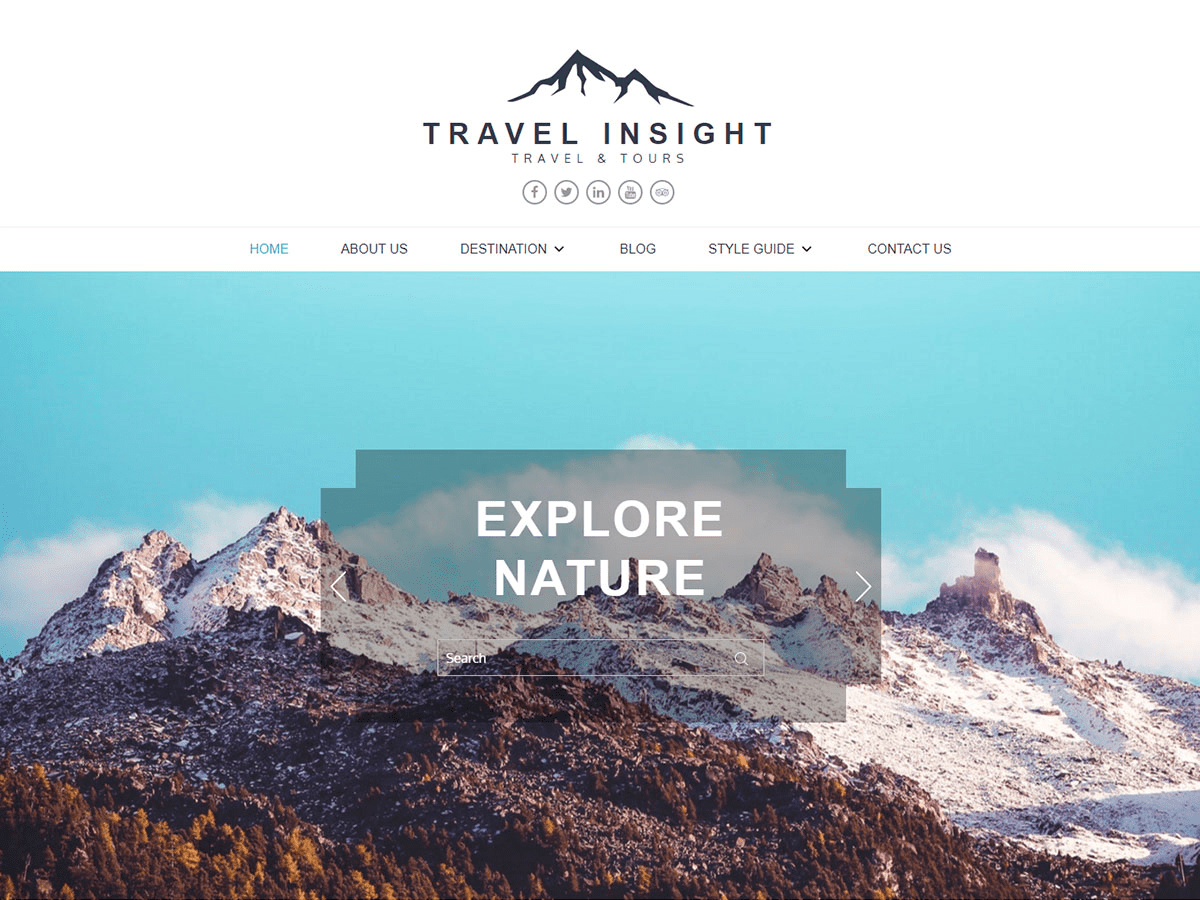 TRAVEL INSIGHT
TRAVEL & TOURS
HOME ABOUT US DESTINATION BLOG STYLE GUIDE CONTACT US
EXPLORE
NATURE
Search